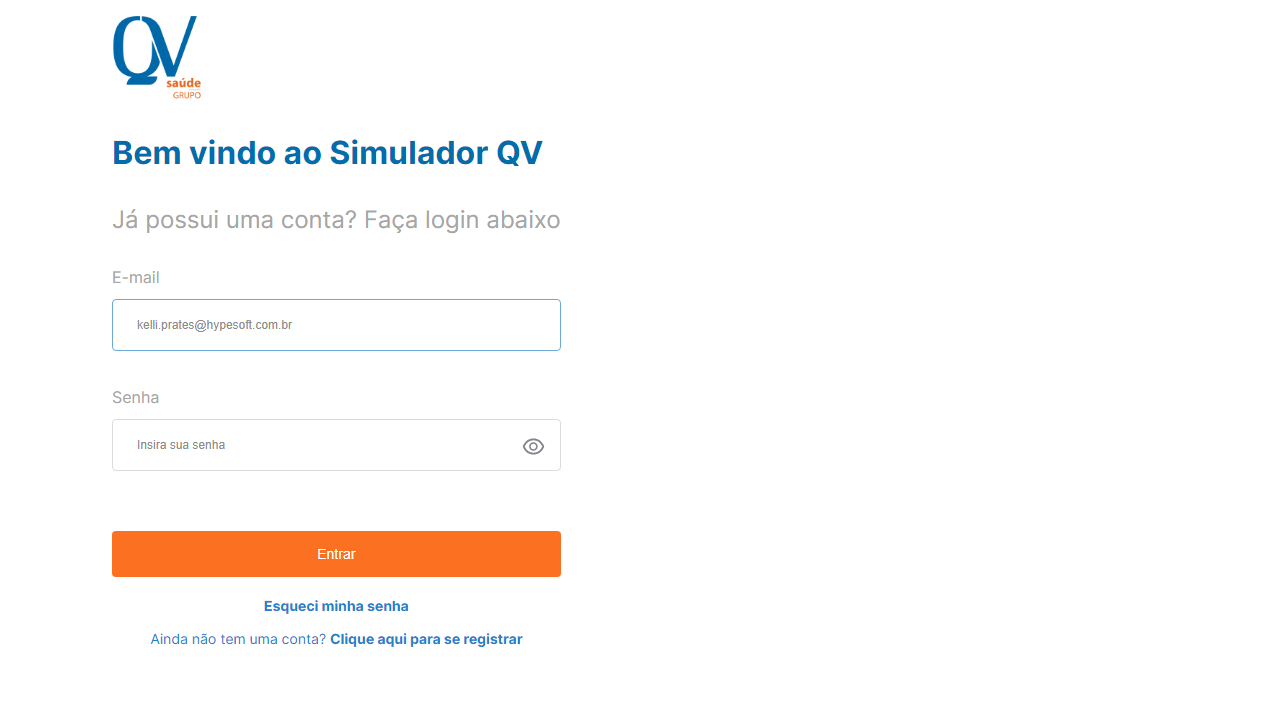 QV
saúde
GRUPO
Bem vindo ao Simulador QV
Já possui uma conta? Faça login abaixo
E-mail
kelli.prates@hypesoft.com.br
Senha
Insira sua senha
Entrar
Esqueci minha senha
Ainda não tem uma conta? Clique aqui para se registrar